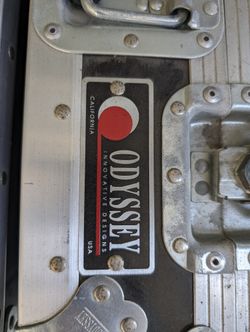 CALIFORNIA
ODYSSEY
INNOVATIVE DESIGNS
USA